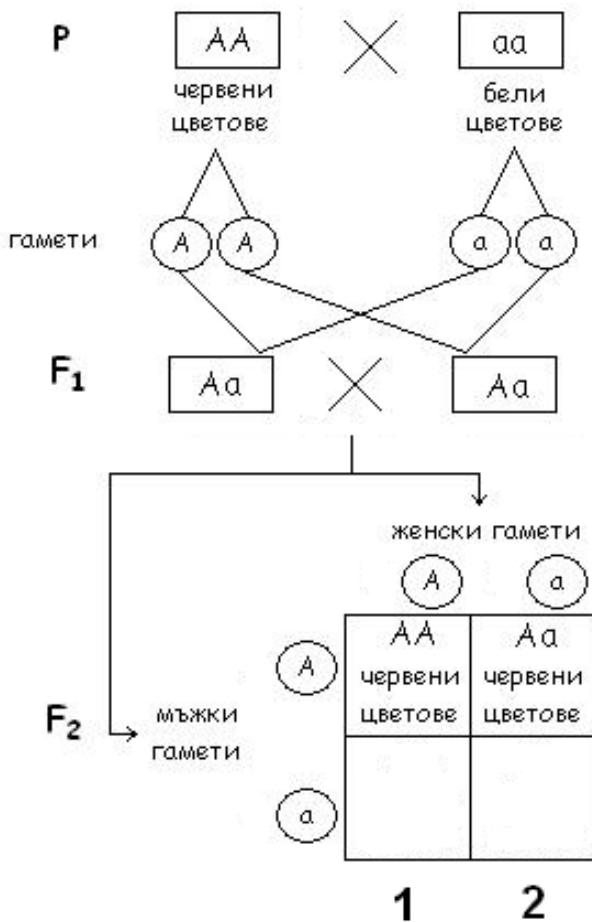 P
AA
aa
червени
цветове
бели
цветове
гамети
A
A
a
a
F1
Aa
Aa
женски гамети
A
a
F2
мъжки
гамети
A
AA
червени
цветове
Aa
червени
цветове
a
1
2